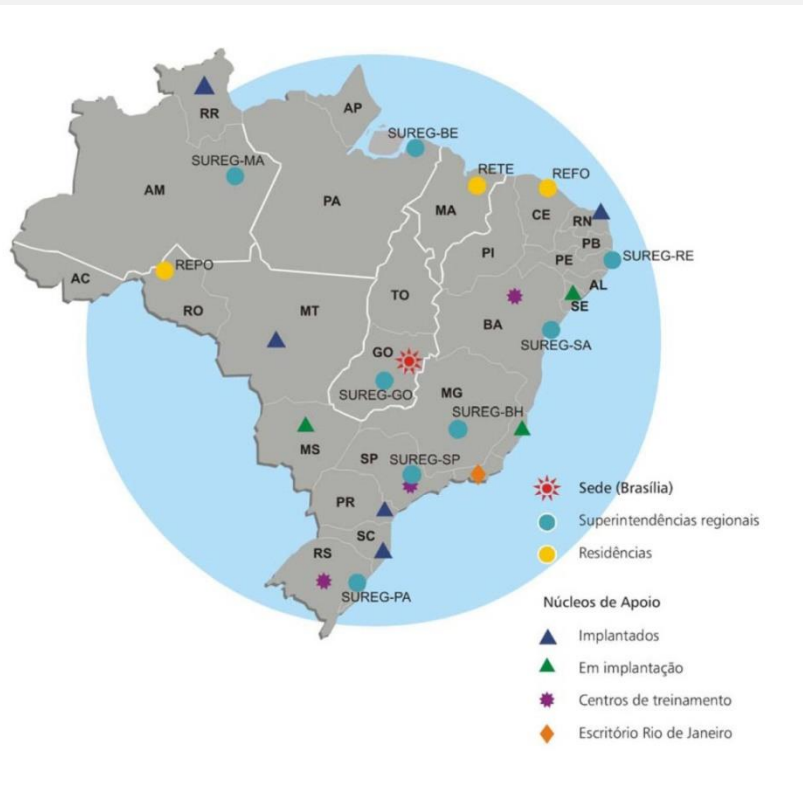 RR
AP
SUREG-BE
SUREG-MA
RETE
REFO
AM
PA
MA
CE
RN
PB
PI
PE
SUREG-RE
REPO
AC
AL
SE
TO
RO
MT
BA
SUREG-SA
GO
SUREG-GO
MG
SUREG-BH
MS
SP
SUREG-SP
PR
SC
RS
SUREG-PA
Sede (Brasília)
Superintendências regionais
Residências
Núcleos de Apoio
Implantados
Em implantação
Centros de treinamento
Escritório Rio de Janeiro